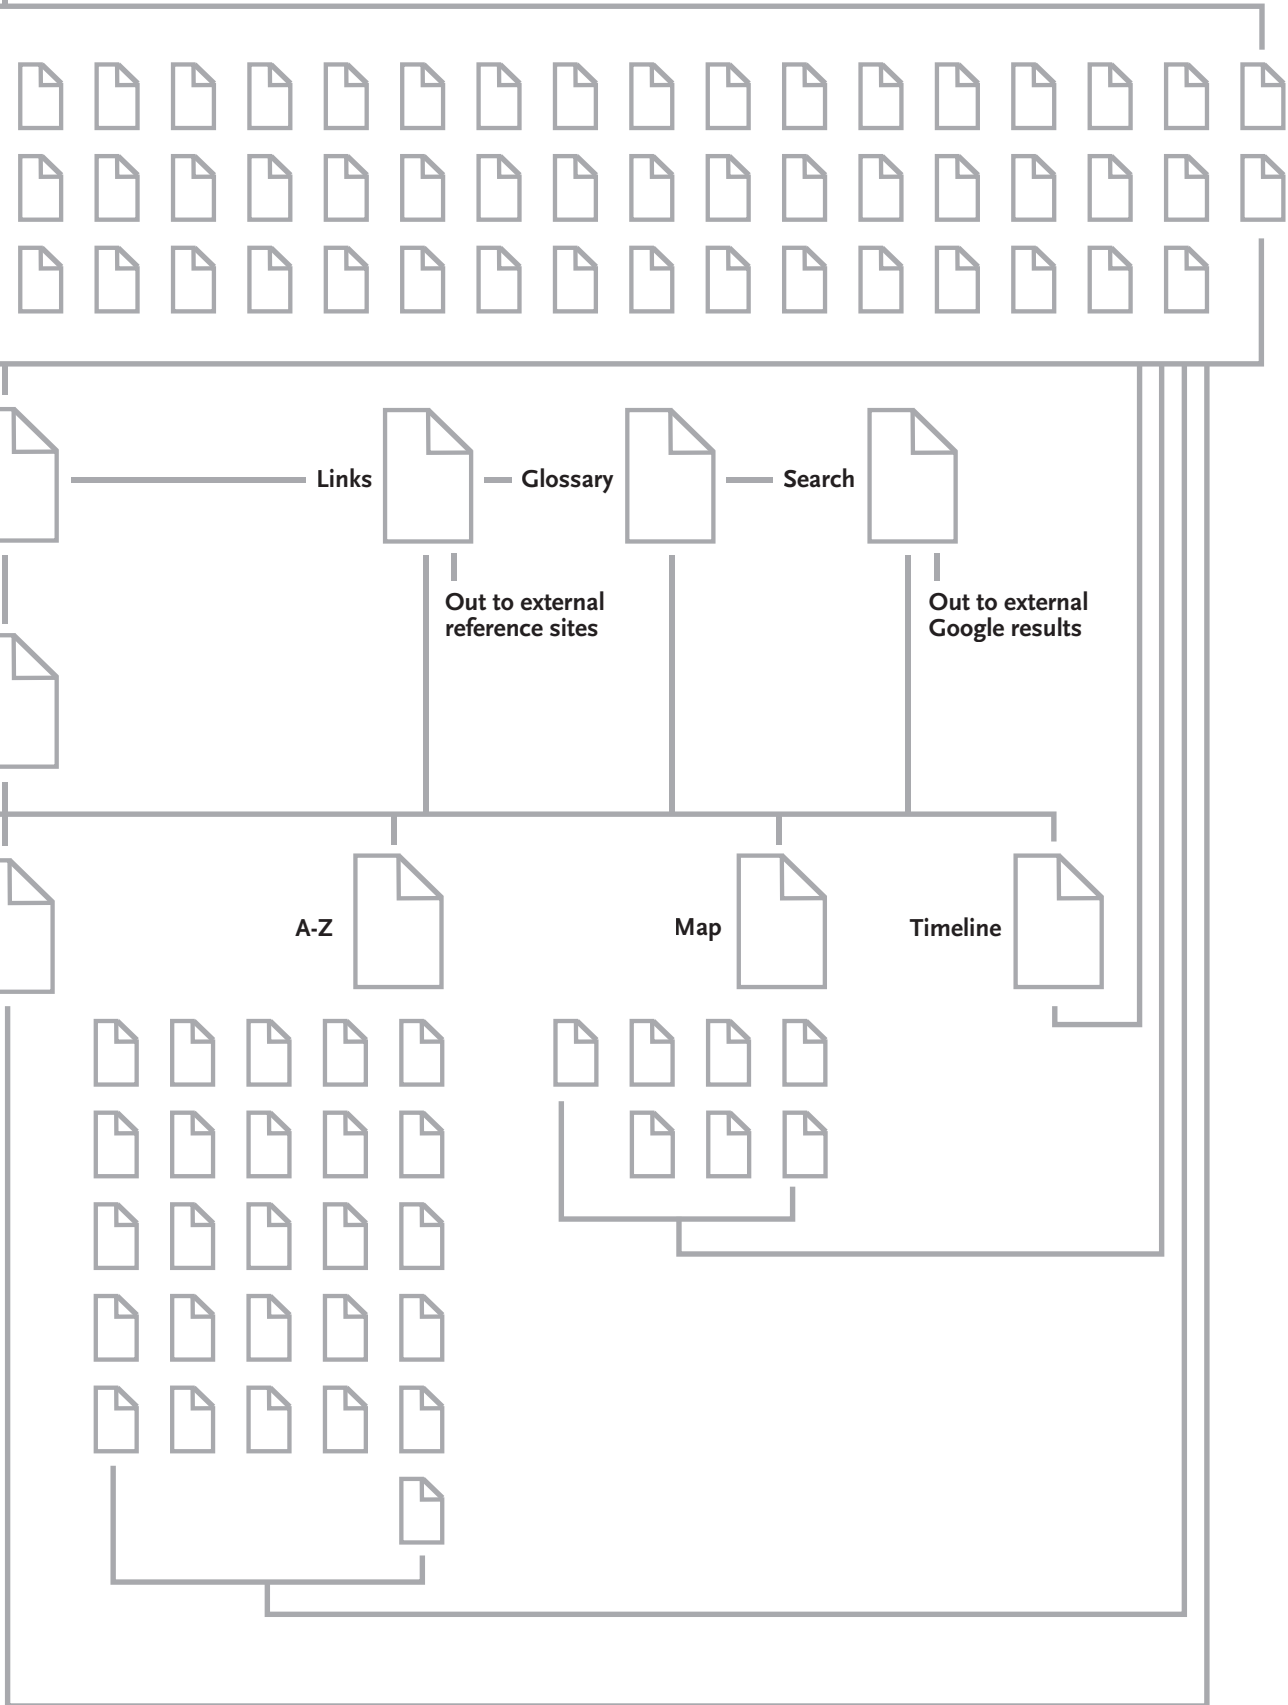 Links
Glossary
Search
Out to external
reference sites
Out to external
Google results
A-Z
Map
Timeline